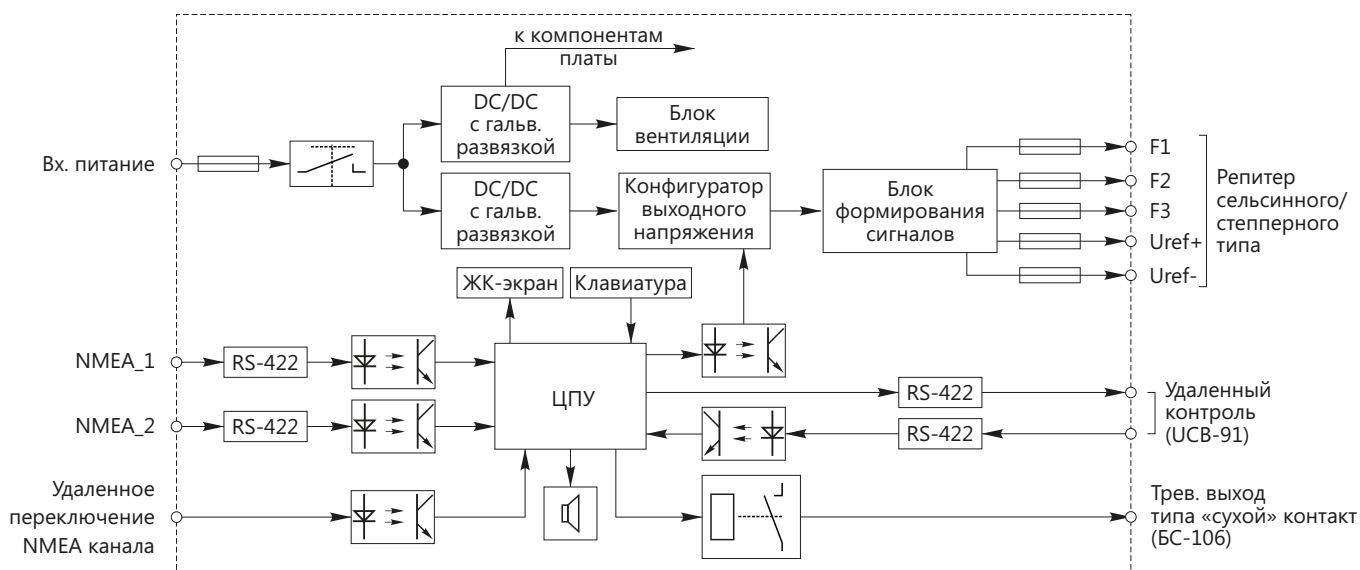 к компонентам
платы
DC/DC
с гальв.
развязкой
Блок
вентиляции
Вх. питание
DC/DC
с гальв.
развязкой
Конфигуратор
выходного
напряжения
Блок
формирования
сигналов
F1
F2
F3
Uref+
Uref-
Репитер
сельсинного/
степперного
типа
ЖК-экран
Клавиатура
NMEA_1
RS-422
NMEA_2
RS-422
ЦПУ
RS-422
RS-422
Удаленный
контроль
(UCB-91)
Удаленное
переключение
NMEA канала
Трев. выход
типа «сухой» контакт
(БС-106)